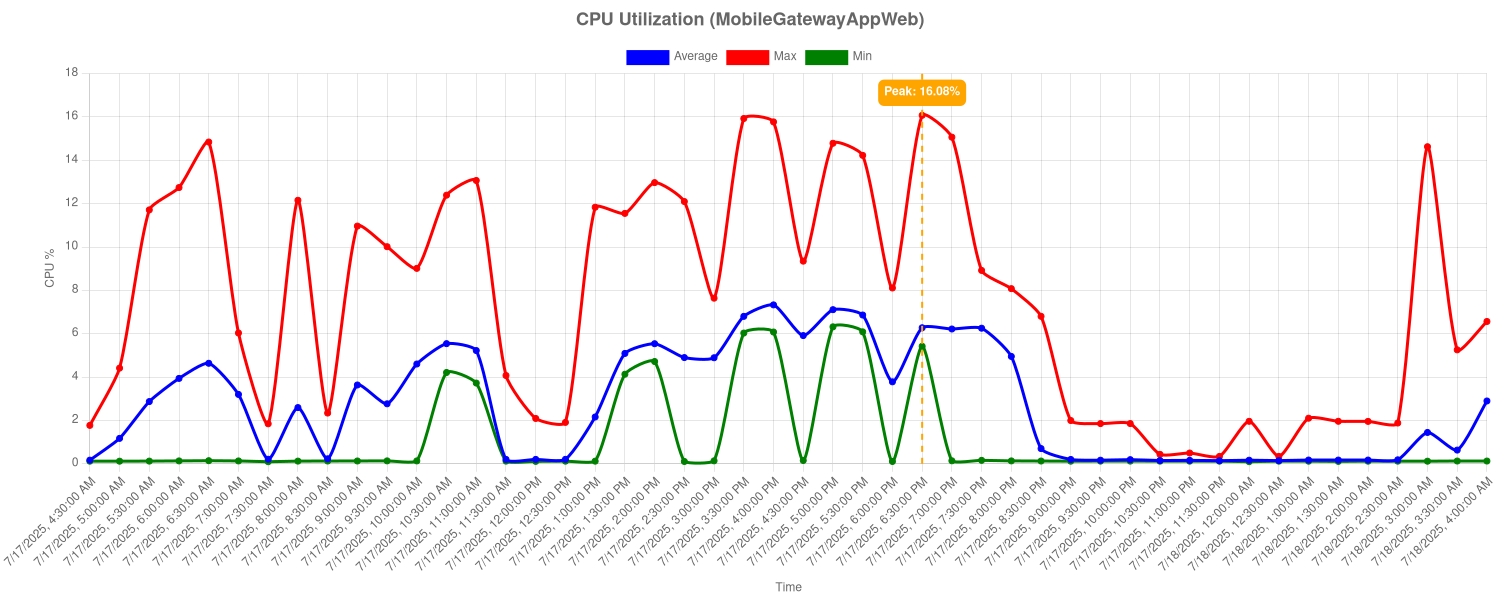 CPU Utilization (MobileGatewayAppWeb)
Average Max Min
Peak: 16.08%
CPU %
18
16
14
12
10
8
6
4
2
0
7/17/2025, 4:30:00 AM
7/17/2025, 5:00:00 AM
7/17/2025, 5:30:00 AM
7/17/2025, 6:00:00 AM
7/17/2025, 6:30:00 AM
7/17/2025, 7:00:00 AM
7/17/2025, 7:30:00 AM
7/17/2025, 8:00:00 AM
7/17/2025, 8:30:00 AM
7/17/2025, 9:00:00 AM
7/17/2025, 9:30:00 AM
7/17/2025, 10:00:00 AM
7/17/2025, 10:30:00 AM
7/17/2025, 11:00:00 AM
7/17/2025, 11:30:00 AM
7/17/2025, 12:00:00 PM
7/17/2025, 12:30:00 PM
7/17/2025, 1:00:00 PM
7/17/2025, 1:30:00 PM
7/17/2025, 2:00:00 PM
7/17/2025, 2:30:00 PM
7/17/2025, 3:00:00 PM
7/17/2025, 3:30:00 PM
7/17/2025, 4:00:00 PM
7/17/2025, 4:30:00 PM
7/17/2025, 5:00:00 PM
7/17/2025, 5:30:00 PM
7/17/2025, 6:00:00 PM
7/17/2025, 6:30:00 PM
7/17/2025, 7:00:00 PM
7/17/2025, 7:30:00 PM
7/17/2025, 8:00:00 PM
7/17/2025, 8:30:00 PM
7/17/2025, 9:00:00 PM
7/17/2025, 9:30:00 PM
7/17/2025, 10:00:00 PM
7/17/2025, 10:30:00 PM
7/17/2025, 11:00:00 PM
7/17/2025, 11:30:00 PM
7/18/2025, 12:00:00 AM
7/18/2025, 12:30:00 AM
7/18/2025, 1:00:00 AM
7/18/2025, 1:30:00 AM
7/18/2025, 2:00:00 AM
7/18/2025, 2:30:00 AM
7/18/2025, 3:00:00 AM
7/18/2025, 3:30:00 AM
7/18/2025, 4:00:00 AM
Time